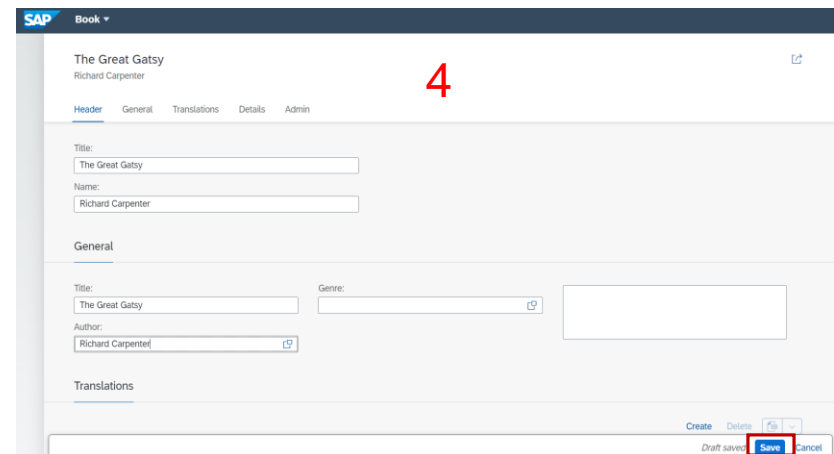 SAP Book
The Great Gatsy
Richard Carpenter
4
Header General Translations Details Admin
Title:
The Great Gatsy
Name:
Richard Carpenter
General
Title: Genre:
The Great Gatsy
Author:
Richard Carpenter
Translations
Create Delete
Draft saved Save Cancel